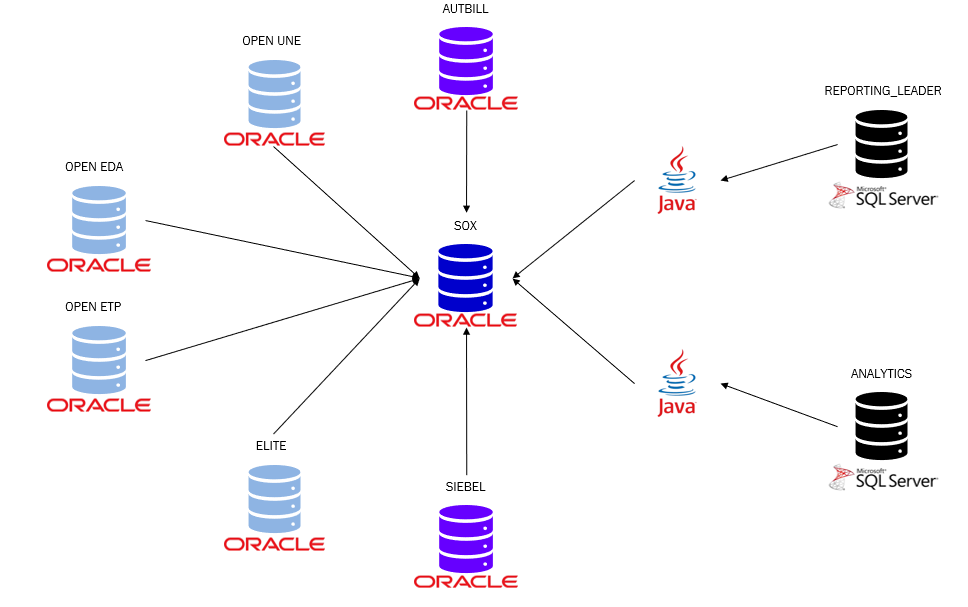 AUTBILL
ORACLE
OPEN UNE
ORACLE
REPORTING_LEADER
Microsoft
SQL Server
Java
OPEN EDA
ORACLE
SOX
ORACLE
OPEN ETP
ORACLE
Java
ANALYTICS
Microsoft
SQL Server
ELITE
ORACLE
SIEBEL
ORACLE